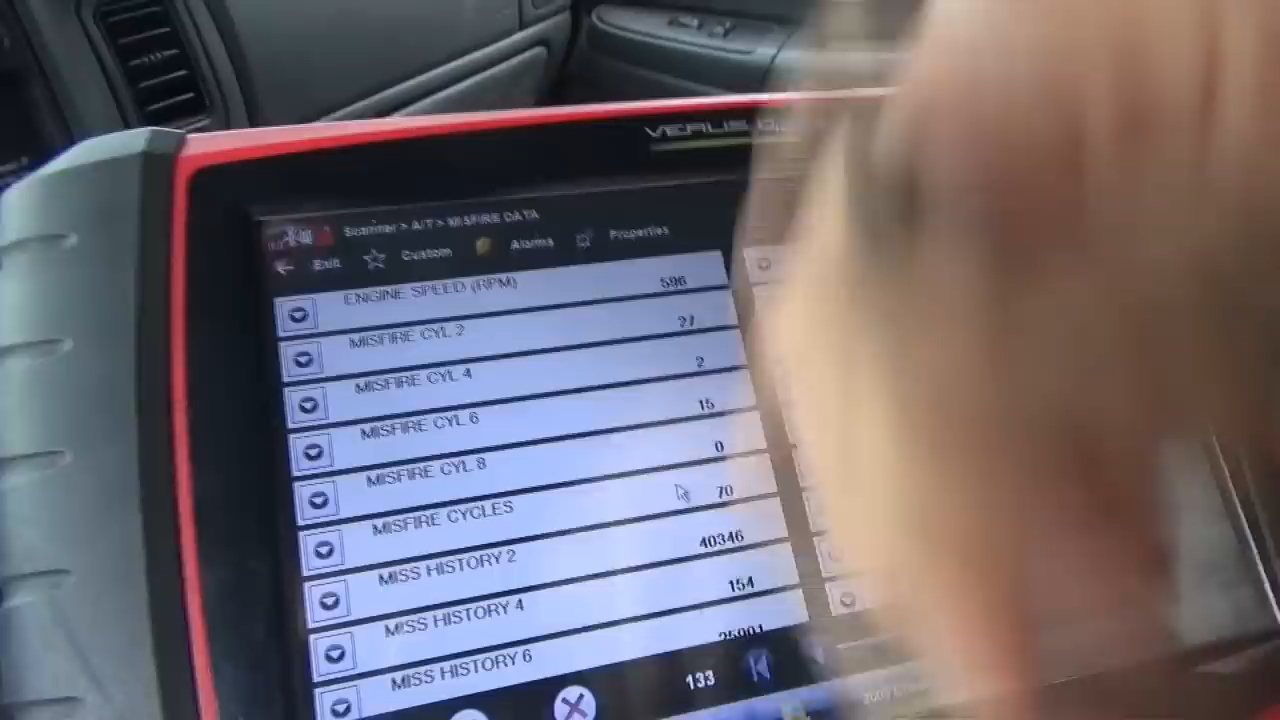 VERUS
Scanner > A/T > MISFIRE DATA
Exit Custom Alarms Properties
ENGINE SPEED (RPM) 596
MISFIRE CYL 2 27
MISFIRE CYL 4 2
MISFIRE CYL 6 15
MISFIRE CYL 8 0
MISFIRE CYCLES 70
MISS HISTORY 2 40346
MISS HISTORY 4 154
MISS HISTORY 6
133